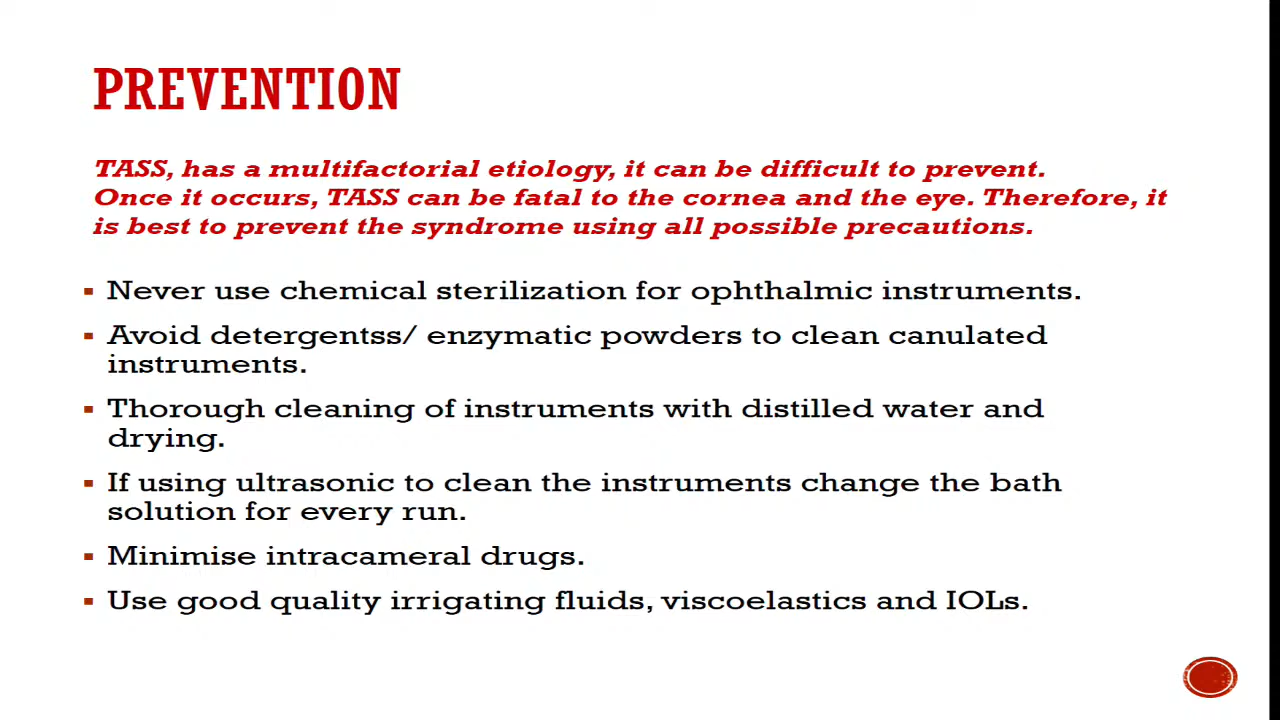 PREVENTION
TASS, has a multifactorial etiology, it can be difficult to prevent.
Once it occurs, TASS can be fatal to the cornea and the eye. Therefore, it
is best to prevent the syndrome using all possible precautions.
▪ Never use chemical sterilization for ophthalmic instruments.
▪ Avoid detergentss/ enzymatic powders to clean canulated
instruments.
▪ Thorough cleaning of instruments with distilled water and
drying.
▪ If using ultrasonic to clean the instruments change the bath
solution for every run.
▪ Minimise intracameral drugs.
▪ Use good quality irrigating fluids, viscoelastics and IOLs.